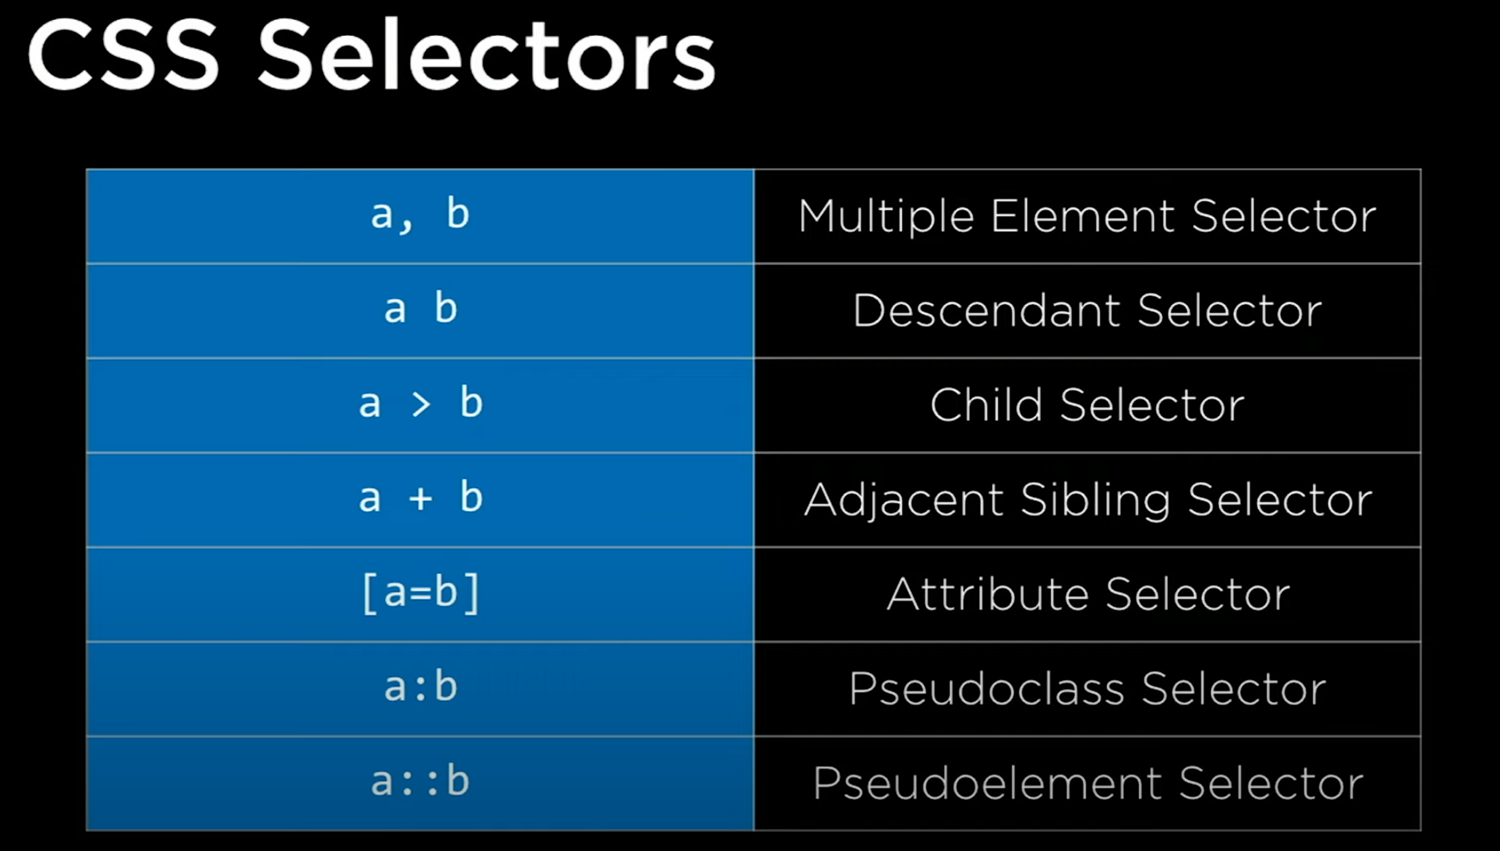 CSS Selectors
a, b Multiple Element Selector
a b Descendant Selector
a > b Child Selector
a + b Adjacent Sibling Selector
[a=b] Attribute Selector
a:b Pseudoclass Selector
a::b Pseudoelement Selector